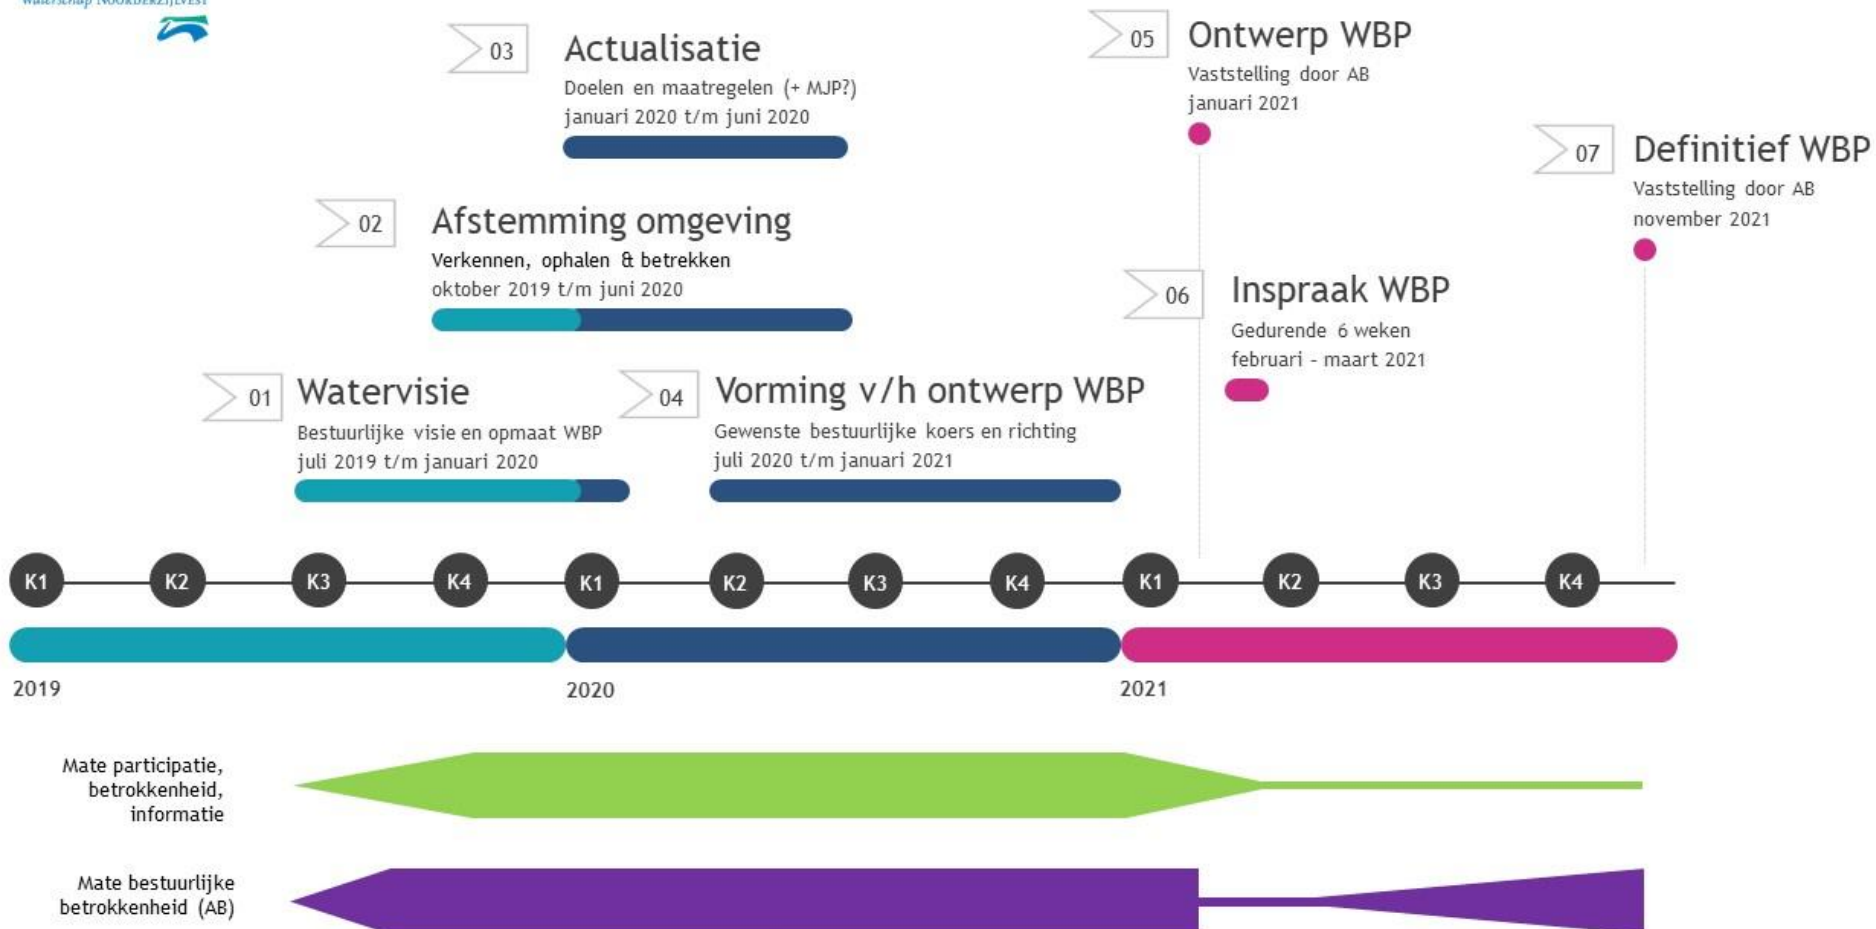 Waterschap NOORDERZIJLVEST
03
Actualisatie
Doelen en maatregelen (+ MJP?)
januari 2020 t/m juni 2020
05
Ontwerp WBP
Vaststelling door AB
januari 2021
07
Definitief WBP
Vaststelling door AB
november 2021
02
Afstemming omgeving
Verkennen, ophalen & betrekken
oktober 2019 t/m juni 2020
06
Inspraak WBP
Gedurende 6 weken
februari - maart 2021
01
Watervisie
Bestuurlijke visie en opmaat WBP
juli 2019 t/m januari 2020
04
Vorming v/h ontwerp WBP
Gewenste bestuurlijke koers en richting
juli 2020 t/m januari 2021
K1 K2 K3 K4 K1 K2 K3 K4 K1 K2 K3 K4
2019 2020 2021
Mate participatie,
betrokkenheid,
informatie
Mate bestuurlijke
betrokkenheid (AB)